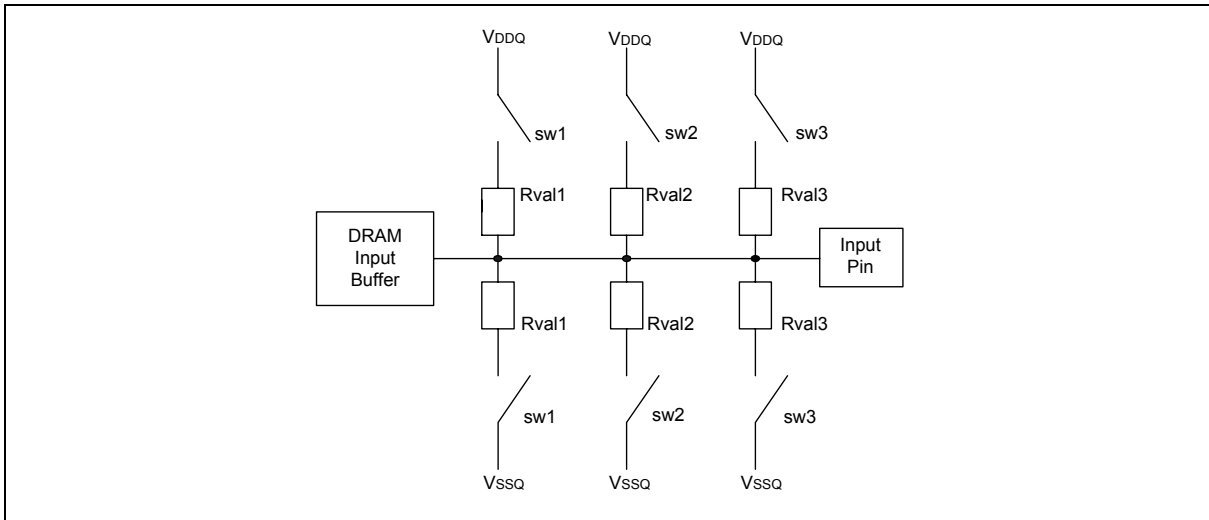 VDDQ VDDQ VDDQ
sw1 sw2 sw3
Rval1 Rval2 Rval3
DRAM
Input
Buffer
Input
Pin
Rval1 Rval2 Rval3
sw1 sw2 sw3
VSSQ VSSQ VSSQ